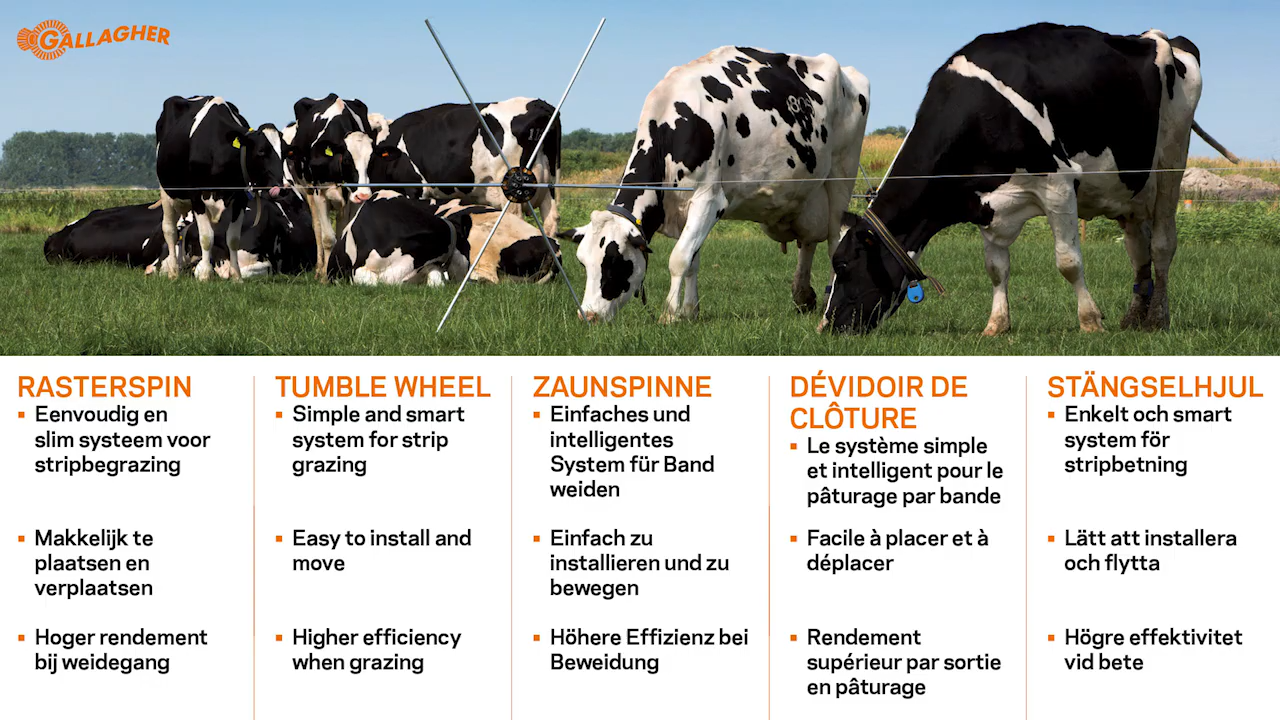 GALLAGHER
RASTERSPIN
Eenvoudig en
slim systeem voor
stripbegrazing
Makkelijk te
plaatsen en
verplaatsen
Hoger rendement
bij weidegang
TUMBLE WHEEL
Simple and smart
system for strip
grazing
Easy to install and
move
Higher efficiency
when grazing
ZAUNSPINNE
Einfaches und
intelligentes
System für Band
weiden
Einfach zu
installieren und zu
bewegen
Höhere Effizienz bei
Beweidung
DÉVIDOIR DE
CLÔTURE
Le système simple
et intelligent pour le
pâturage par bande
Facile à placer et à
déplacer
Rendement
supérieur par sortie
en pâturage
STÄNGSELHJUL
Enkelt och smart
system för
stripbetning
Lätt att installera
och flytta
Högre effektivitet
vid bete